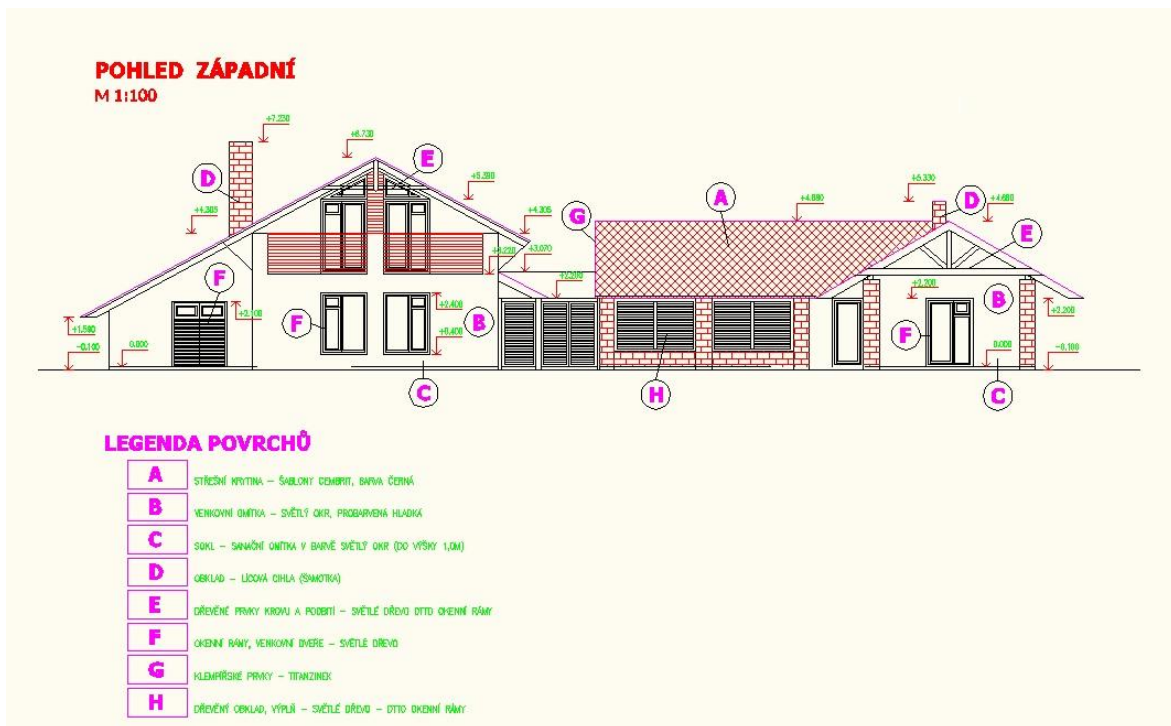 POHLED ZÁPADNÍ
M 1:100
+7.230
+6.730
E
D
+5.280
+4.305
G
A
+4.880
+5.330
D
+4.680
E
+3.070
+2.200
F
+2.100
F
+2.400
B
+0.400
+1.590
-0.100
0.000
H
C
+2.200
B
F
+2.200
0.000
-0.100
C
LEGENDA POVRCHŮ
A STŘEŠNÍ KRYTINA – ŠABLONY CEMBRIT, BARVA ČERNÁ
B VENKOVNÍ OMÍTKA – SVĚTLÝ OKR, PROBARVENÁ HLADKÁ
C SOKL – SANAČNÍ OMÍTKA V BARVĚ SVĚTLÝ OKR (DO VÝŠKY 1,0M)
D OBKLAD – LÍCOVÁ CIHLA (ŠAMOTKA)
E DŘEVĚNÉ PRVKY KROVU A PODBITÍ – SVĚTLÉ DŘEVO DTTO OKENNÍ RÁMY
F OKENNÍ RÁMY, VENKOVNÍ DVEŘE – SVĚTLÉ DŘEVO
G KLEMPÍŘSKÉ PRVKY – TITANZINEK
H DŘEVĚNÝ OBKLAD, VÝPLŇ – SVĚTLÉ DŘEVO – DTTO OKENNÍ RÁMY